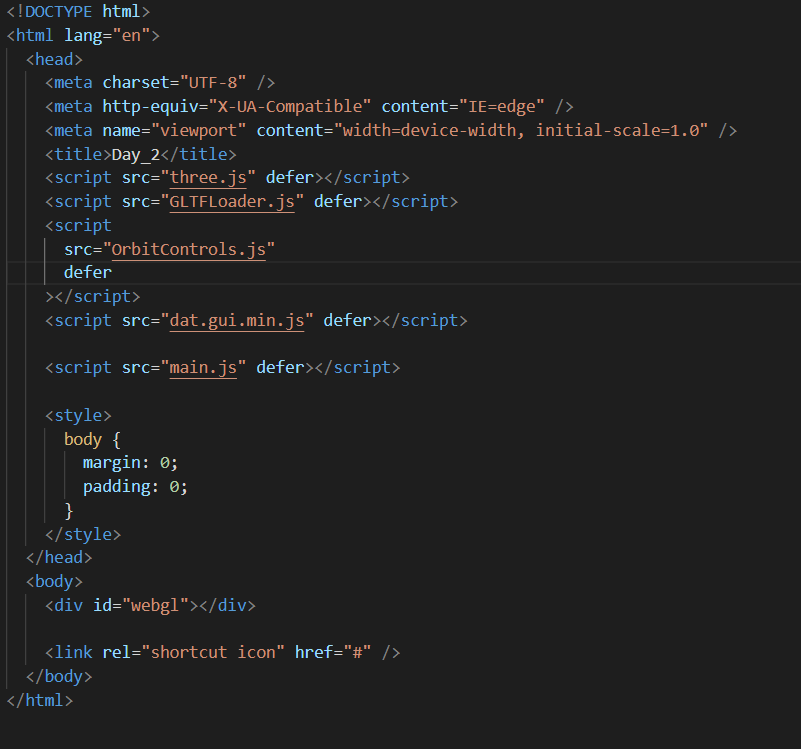 <!DOCTYPE html>
<html lang="en">
  <head>
    <meta charset="UTF-8" />
    <meta http-equiv="X-UA-Compatible" content="IE=edge" />
    <meta name="viewport" content="width=device-width, initial-scale=1.0" />
    <title>Day_2</title>
    <script src="three.js" defer></script>
    <script src="GLTFLoader.js" defer></script>
    <script
      src="OrbitControls.js"
      defer
    ></script>
    <script src="dat.gui.min.js" defer></script>

    <script src="main.js" defer></script>

    <style>
      body {
        margin: 0;
        padding: 0;
      }
    </style>
  </head>
  <body>
    <div id="webgl"></div>

    <link rel="shortcut icon" href="#" />
  </body>
</html>